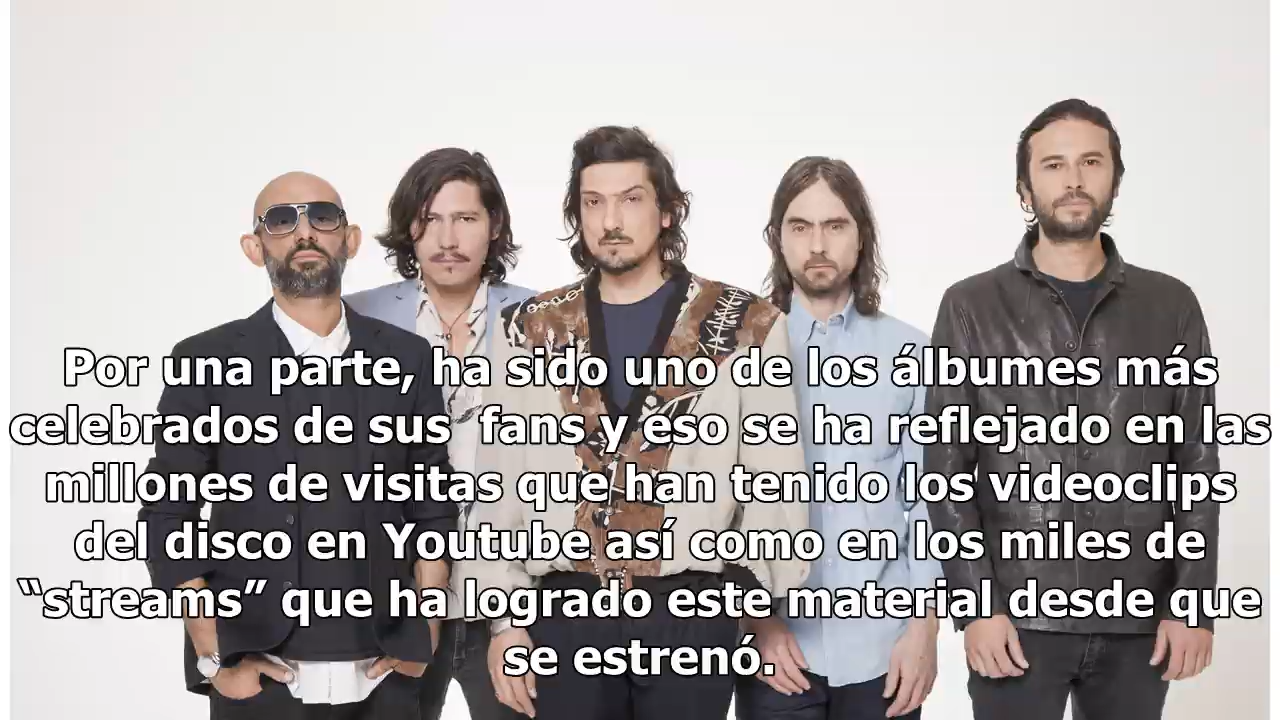 Por una parte, ha sido uno de los álbumes más
celebrados de sus  fans y eso se ha reflejado en las
millones de visitas que han tenido los videoclips
del disco en Youtube así como en los miles de
“streams” que ha logrado este material desde que
se estrenó.